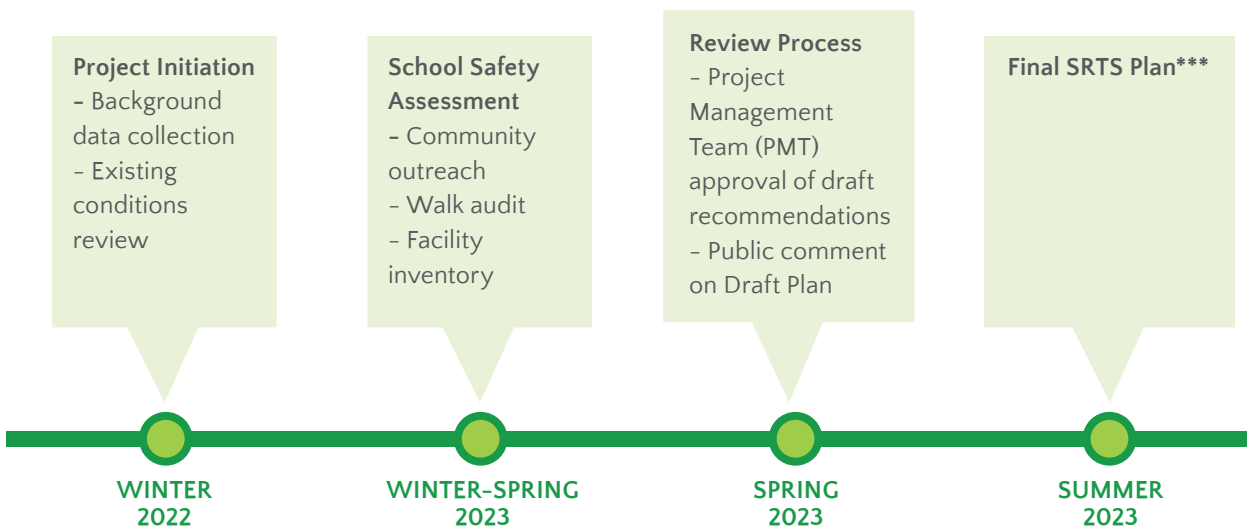 Project Initiation
- Background
data collection
- Existing
conditions
review
School Safety
Assessment
- Community
outreach
- Walk audit
- Facility
inventory
Review Process
- Project
Management
Team (PMT)
approval of draft
recommendations
- Public comment
on Draft Plan
Final SRTS Plan***
WINTER
2022
WINTER-SPRING
2023
SPRING
2023
SUMMER
2023